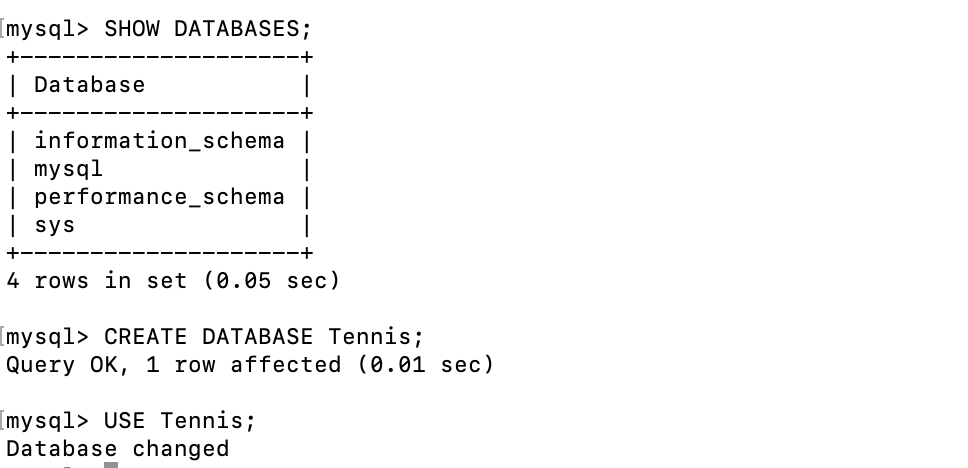 mysql> SHOW DATABASES;
+--------------------+
| Database           |
+--------------------+
| information_schema |
| mysql              |
| performance_schema |
| sys                |
+--------------------+
4 rows in set (0.05 sec)
mysql> CREATE DATABASE Tennis;
Query OK, 1 row affected (0.01 sec)
mysql> USE Tennis;
Database changed